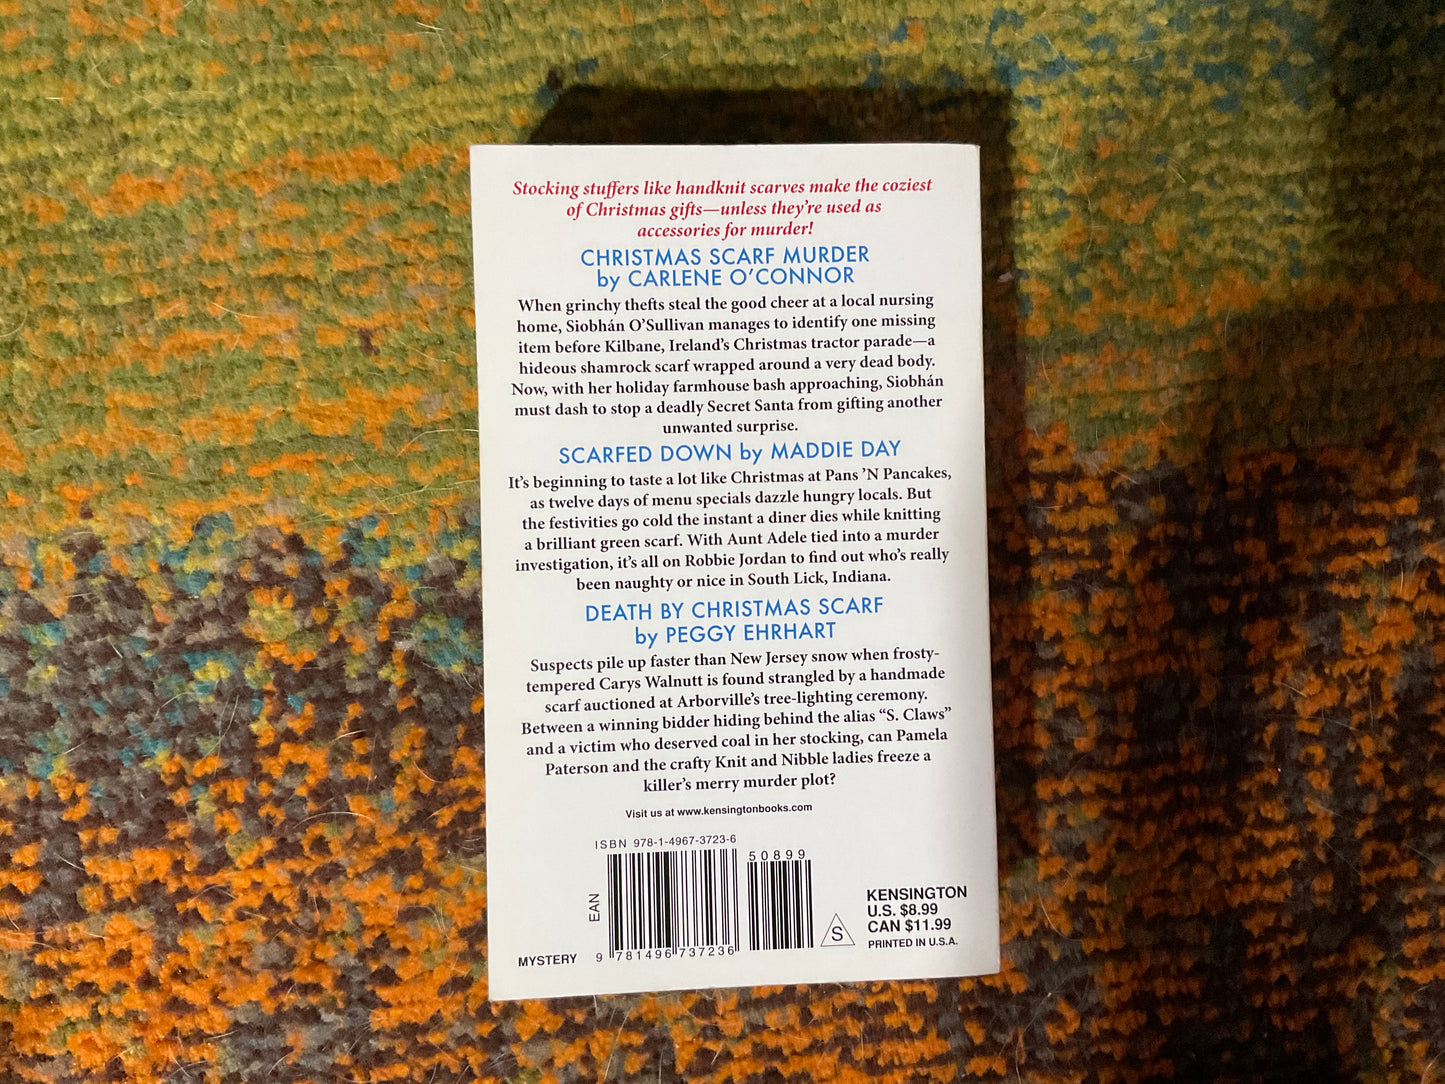 Stocking stuffers like handknit scarves make the coziest
of Christmas gifts—unless they’re used as
accessories for murder!
CHRISTMAS SCARF MURDER
by CARLENE O’CONNOR
When grinchy thefts steal the good cheer at a local nursing
home, Siobhán O’Sullivan manages to identify one missing
item before Kilbane, Ireland’s Christmas tractor parade—a
hideous shamrock scarf wrapped around a very dead body.
Now, with her holiday farmhouse bash approaching, Siobhán
must dash to stop a deadly Secret Santa from gifting another
unwanted surprise.
SCARFED DOWN by MADDIE DAY
It’s beginning to taste a lot like Christmas at Pans ’N Pancakes,
as twelve days of menu specials dazzle hungry locals. But
the festivities go cold the instant a diner dies while knitting
a brilliant green scarf. With Aunt Adele tied into a murder
investigation, it’s all on Robbie Jordan to find out who’s really
been naughty or nice in South Lick, Indiana.
DEATH BY CHRISTMAS SCARF
by PEGGY EHRHART
Suspects pile up faster than New Jersey snow when frosty-
tempered Carys Walnutt is found strangled by a handmade
scarf auctioned at Arborville’s tree-lighting ceremony.
Between a winning bidder hiding behind the alias “S. Claws”
and a victim who deserved coal in her stocking, can Pamela
Paterson and the crafty Knit and Nibble ladies freeze a
killer’s merry murder plot?
Visit us at www.kensingtonbooks.com
ISBN 978-1-4967-3723-6
50899
EAN
9 781496 737236
S
KENSINGTON
U.S. $8.99
CAN $11.99
PRINTED IN U.S.A.
MYSTERY